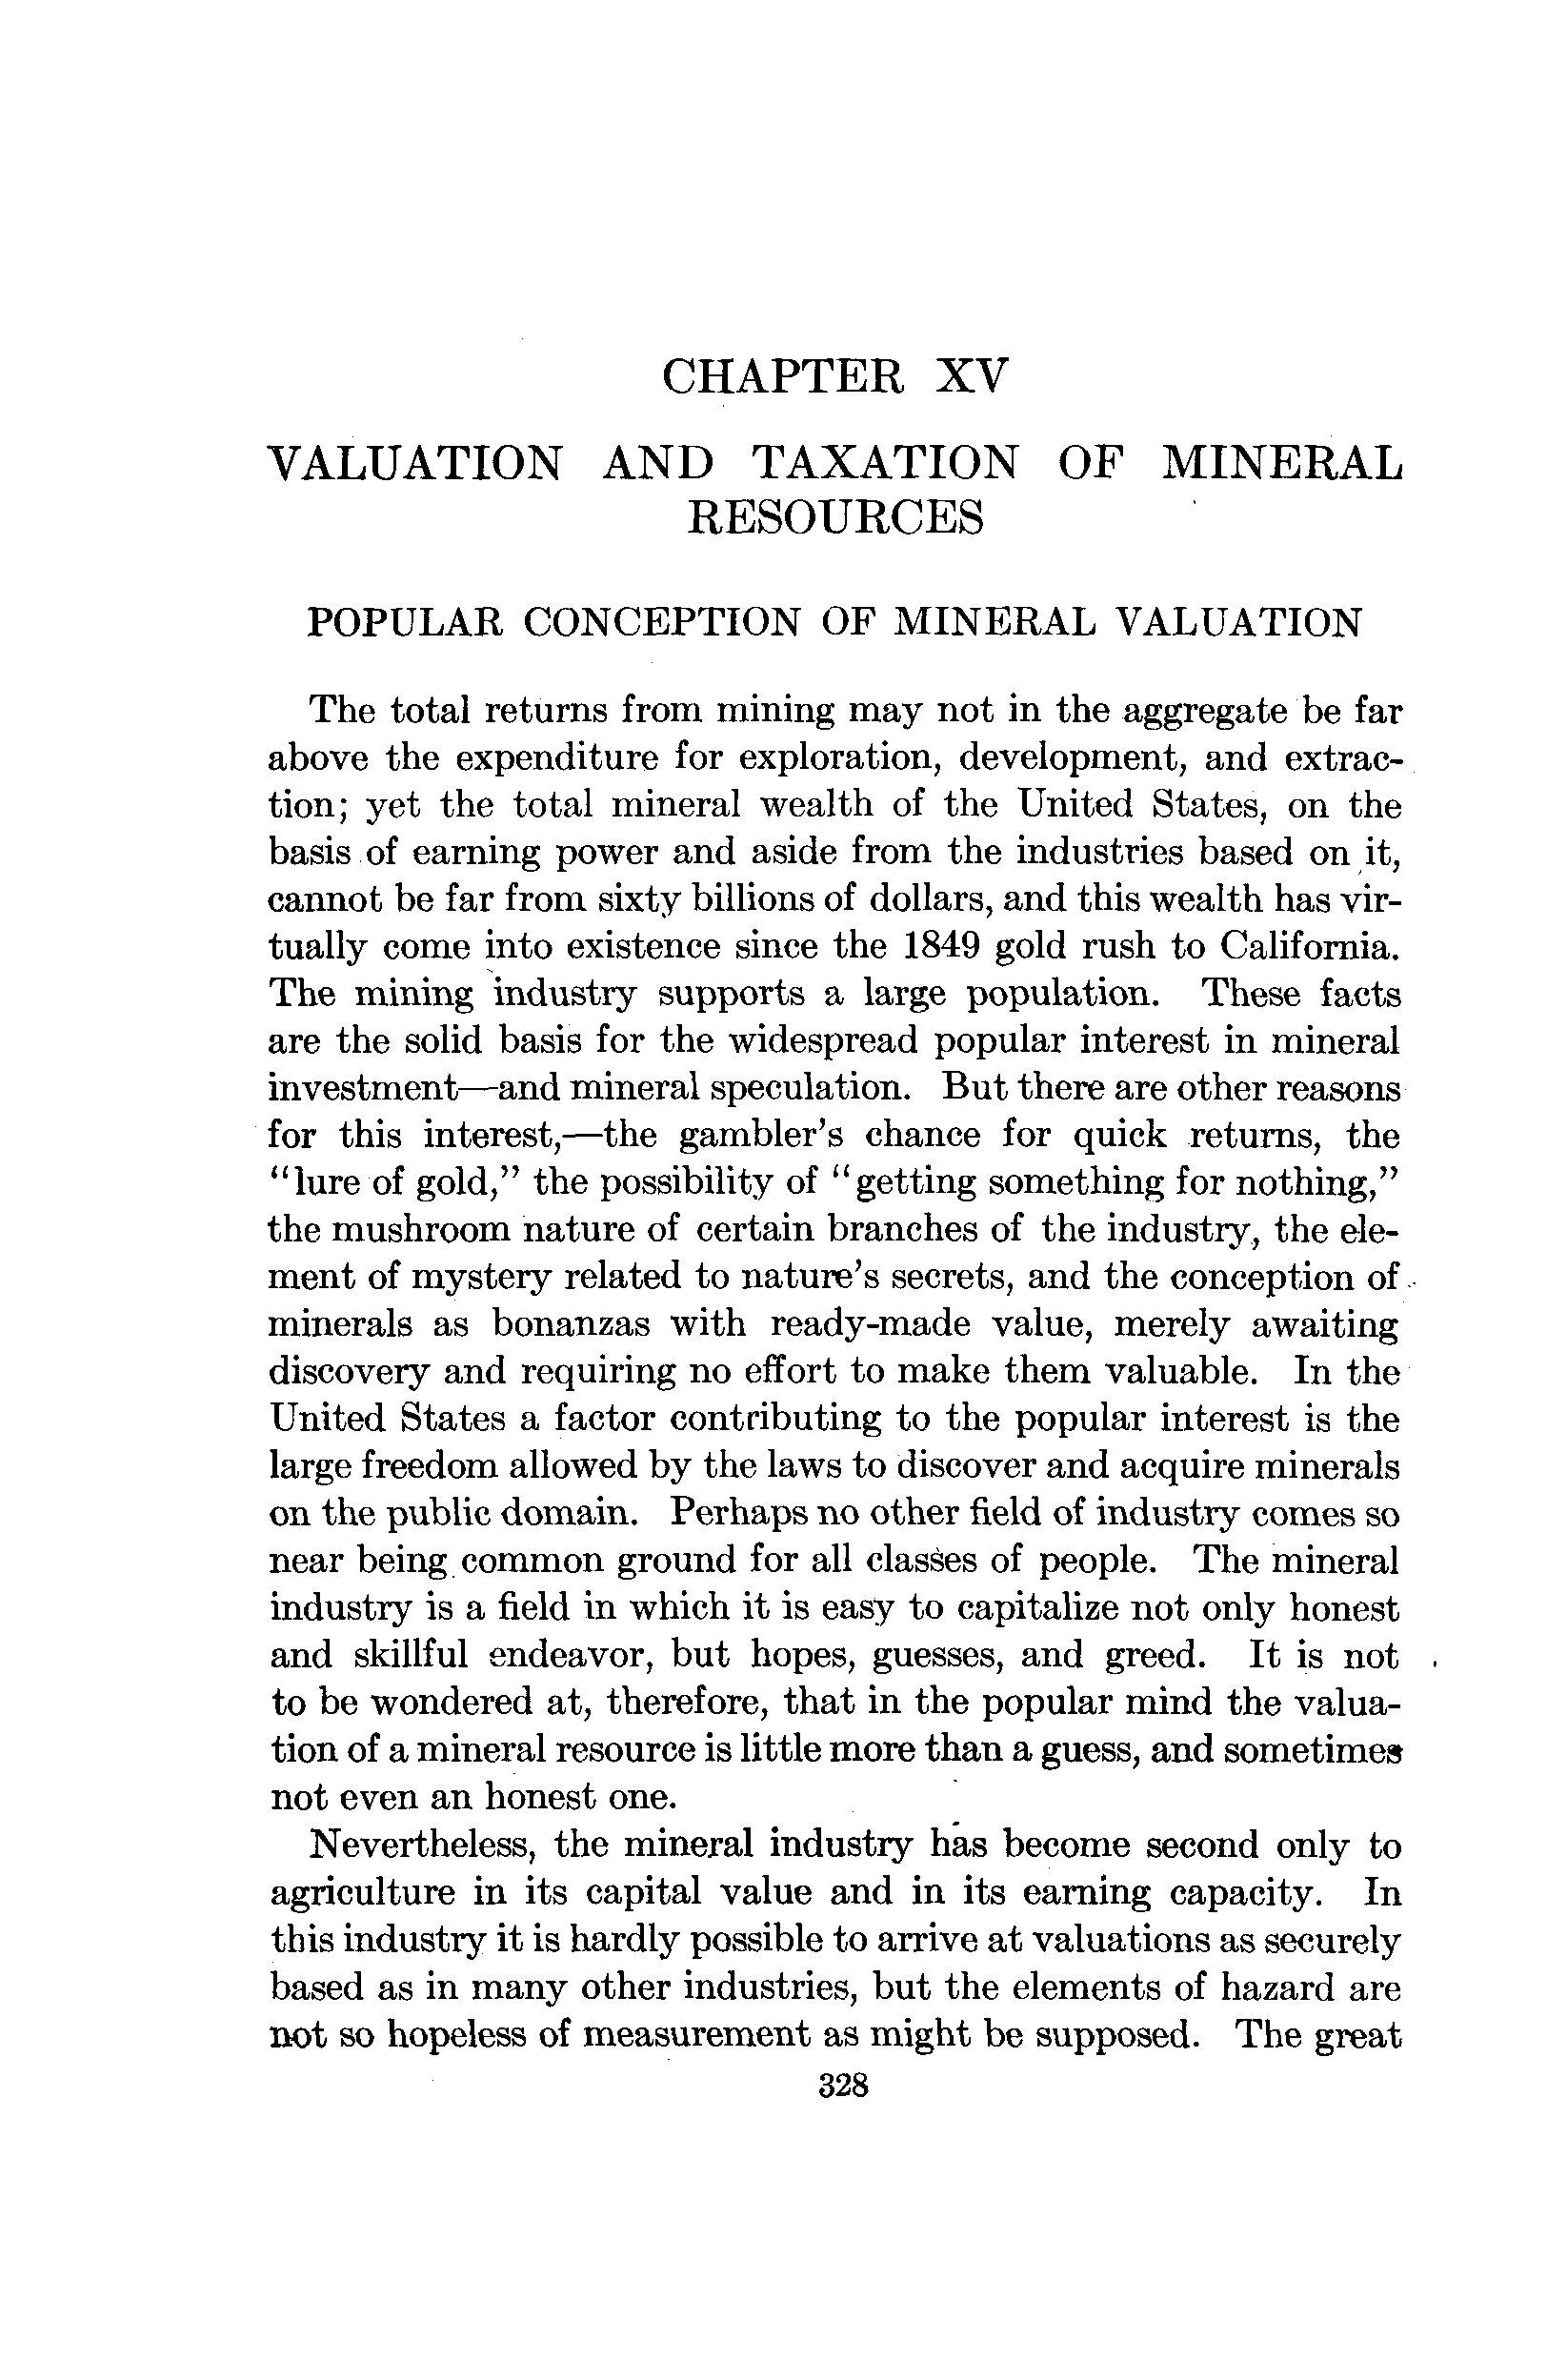 CHAPTER XV
VALUATION AND TAXATION OF MINERAL
RESOURCES
POPULAR CONCEPTION OF MINERAL VALUATION
The total returns from mining may not in the aggregate be far
above the expenditure for exploration, development, and extrac-
tion; yet the total mineral wealth of the United States, on the
basis of earning power and aside from the industries based on it,
cannot be far from sixty billions of dollars, and this wealth has vir-
tually come into existence since the 1849 gold rush to California.
The mining industry supports a large population. These facts
are the solid basis for the widespread popular interest in mineral
investment—and mineral speculation. But there are other reasons
for this interest,—the gambler's chance for quick returns, the
"lure of gold," the possibility of "getting something for nothing,"
the mushroom nature of certain branches of the industry, the ele-
ment of mystery related to nature's secrets, and the conception of
minerals as bonanzas with ready-made value, merely awaiting
discovery and requiring no effort to make them valuable. In the
United States a factor contributing to the popular interest is the
large freedom allowed by the laws to discover and acquire minerals
on the public domain. Perhaps no other field of industry comes so
near being common ground for all classes of people. The mineral
industry is a field in which it is easy to capitalize not only honest
and skillful endeavor, but hopes, guesses, and greed. It is not
to be wondered at, therefore, that in the popular mind the valua-
tion of a mineral resource is little more than a guess, and sometimes
not even an honest one.
Nevertheless, the mineral industry has become second only to
agriculture in its capital value and in its earning capacity. In
this industry it is hardly possible to arrive at valuations as securely
based as in many other industries, but the elements of hazard are
not so hopeless of measurement as might be supposed. The great
328